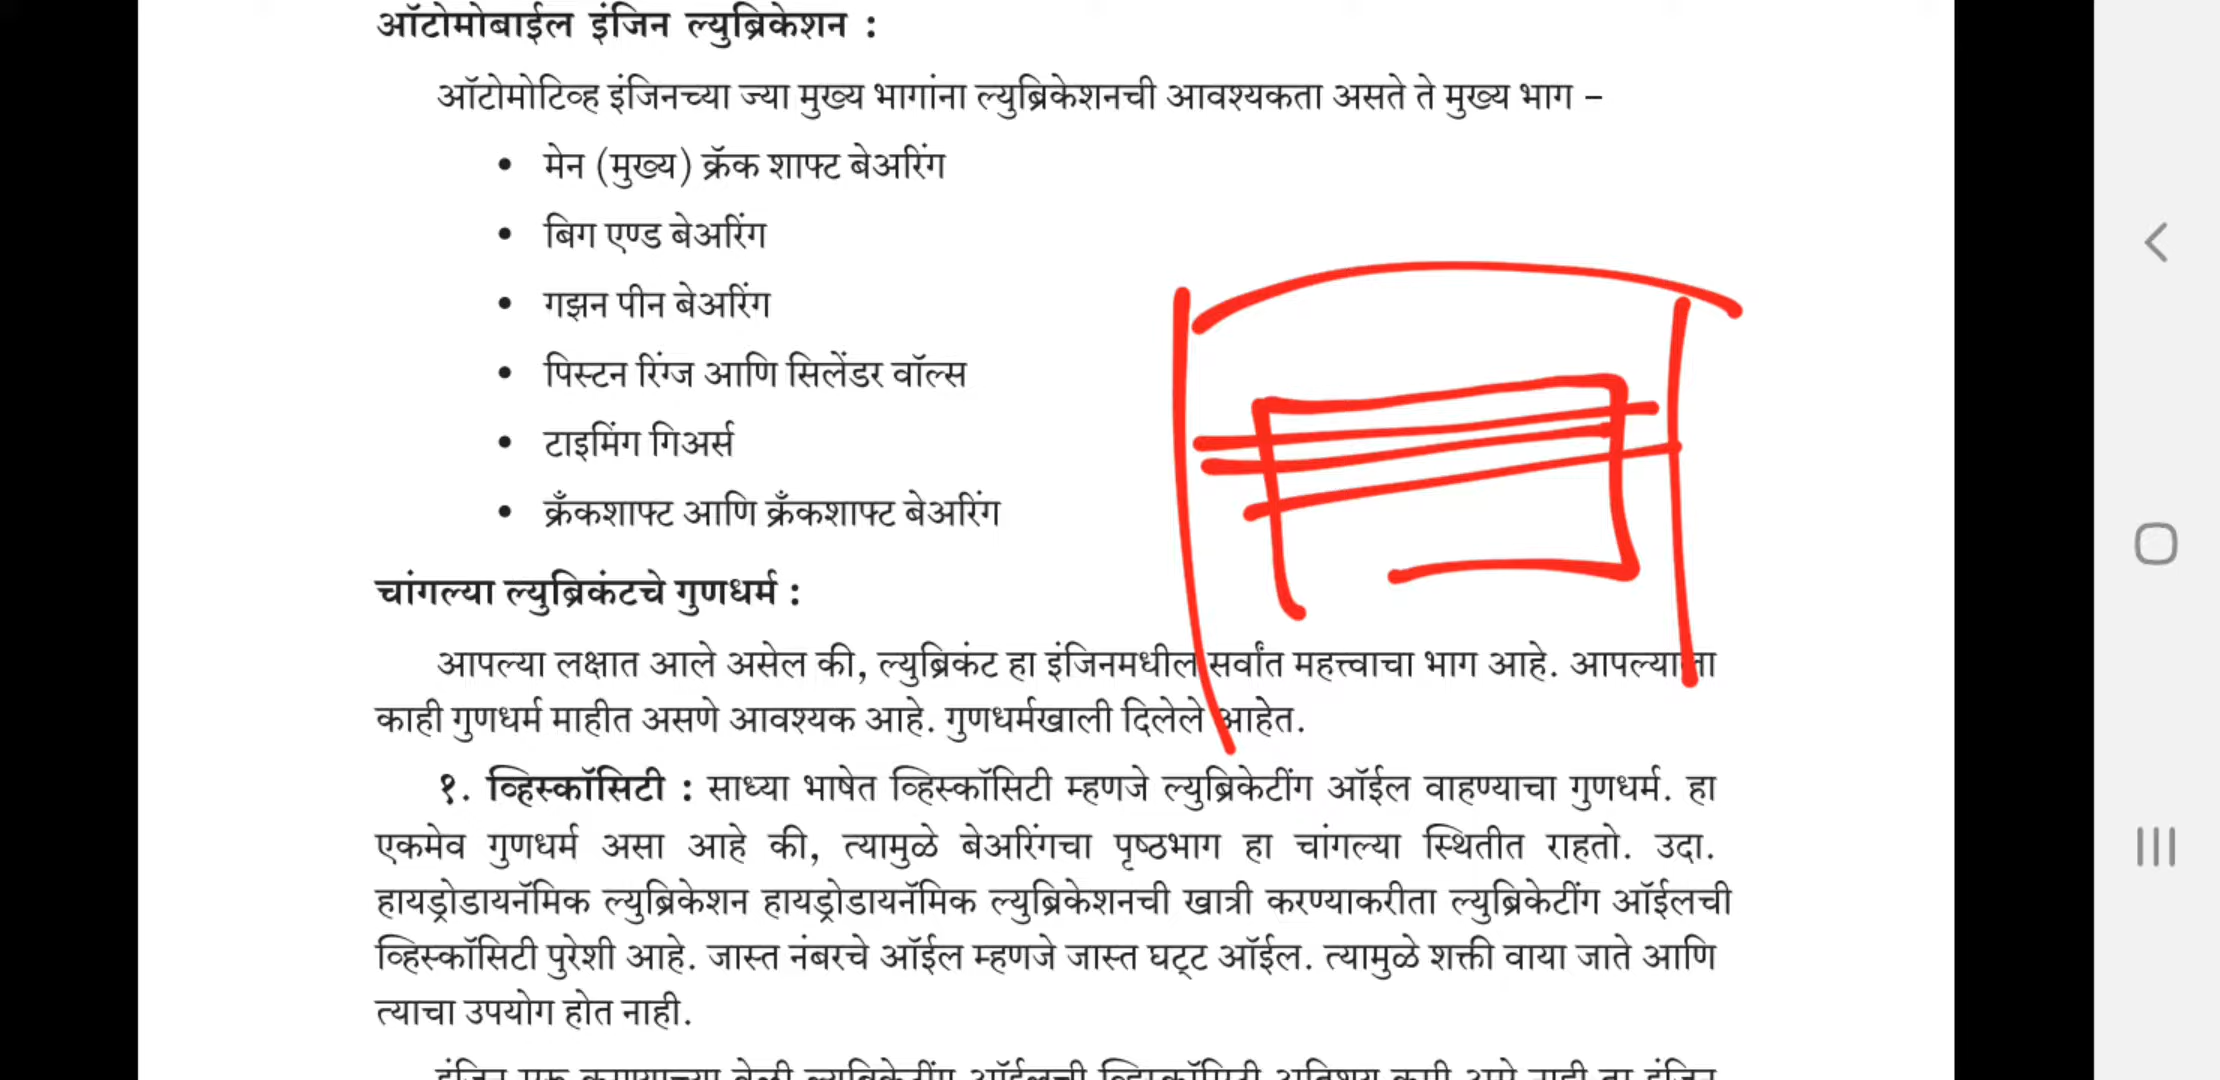 ऑटोमोबाईल इंजिन ल्युब्रिकेशन :
ऑटोमोटिव्ह इंजिनच्या ज्या मुख्य भागांना ल्युब्रिकेशनची आवश्यकता असते ते मुख्य भाग –
• मेन (मुख्य) क्रॅक शाफ्ट बेअरिंग
• बिग एण्ड बेअरिंग
• गझन पीन बेअरिंग
• पिस्टन रिंग्ज आणि सिलेंडर वॉल्स
• टाइमिंग गिअर्स
• क्रँकशाफ्ट आणि क्रँकशाफ्ट बेअरिंग
चांगल्या ल्युब्रिकंटचे गुणधर्म :
आपल्या लक्षात आले असेल की, ल्युब्रिकंट हा इंजिनमधील सर्वांत महत्त्वाचा भाग आहे. आपल्याला
काही गुणधर्म माहीत असणे आवश्यक आहे. गुणधर्मखाली दिलेले आहेत.
१. व्हिस्कॉसिटी : साध्या भाषेत व्हिस्कॉसिटी म्हणजे ल्युब्रिकेटींग ऑईल वाहण्याचा गुणधर्म. हा
एकमेव गुणधर्म असा आहे की, त्यामुळे बेअरिंगचा पृष्ठभाग हा चांगल्या स्थितीत राहतो. उदा.
हायड्रोडायनॅमिक ल्युब्रिकेशन हायड्रोडायनॅमिक ल्युब्रिकेशनची खात्री करण्याकरीता ल्युब्रिकेटींग ऑईलची
व्हिस्कॉसिटी पुरेशी आहे. जास्त नंबरचे ऑईल म्हणजे जास्त घट्ट ऑईल. त्यामुळे शक्ती वाया जाते आणि
त्याचा उपयोग होत नाही.